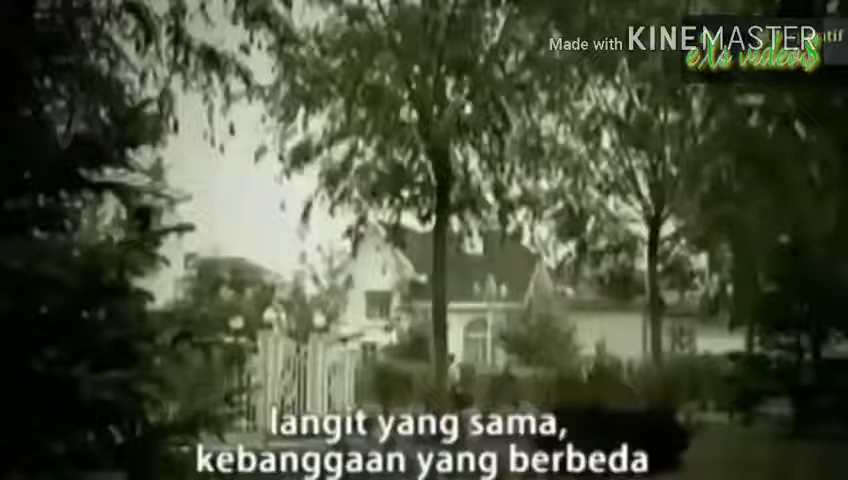 Made with KINEMASTER
eXs videoS
langit yang sama,
kebanggaan yang berbeda